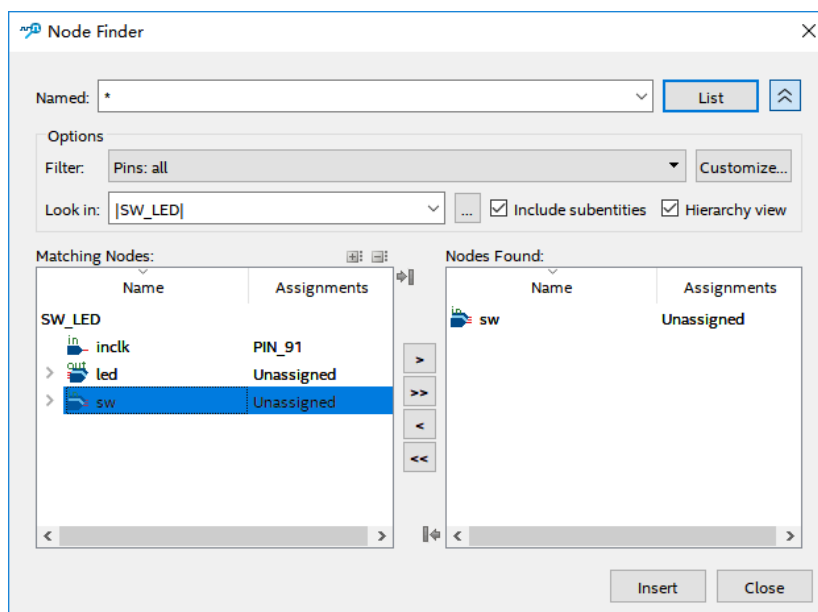 Node Finder
Named: * List
Options
Filter: Pins: all Customize...
Look in: |SW_LED| ... Include subentities Hierarchy view
Matching Nodes: Nodes Found:
Name Assignments Name Assignments
SW_LED in sw Unassigned
in inclk PIN_91
out led Unassigned
sw Unassigned
>
>>
<
<<
Insert Close